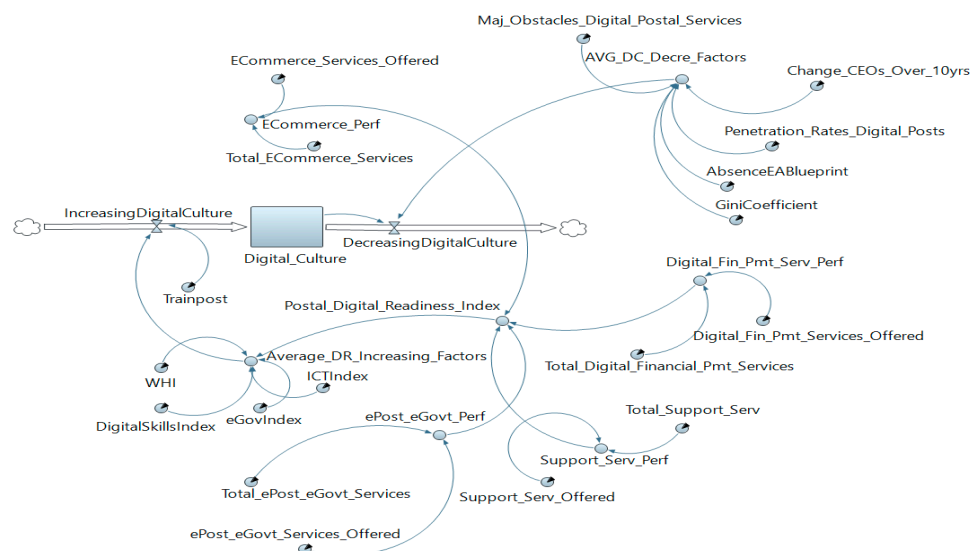 Maj_Obstacles_Digital_Postal_Services
AVG_DC_Decre_Factors
ECommerce_Services_Offered
Change_CEOs_Over_10yrs
ECommerce_Perf
Penetration_Rates_Digital_Posts
Total_ECommerce_Services
AbsenceEABlueprint
GiniCoefficient
IncreasingDigitalCulture
DecreasingDigitalCulture
Digital_Culture
Digital_Fin_Pmt_Serv_Perf
Trainpost
Postal_Digital_Readiness_Index
Digital_Fin_Pmt_Services_Offered
Average_DR_Increasing_Factors
Total_Digital_Financial_Pmt_Services
ICTIndex
WHI
ePost_eGovt_Perf
Total_Support_Serv
eGovIndex
DigitalSkillsIndex
Support_Serv_Perf
Total_ePost_eGovt_Services
Support_Serv_Offered
ePost_eGovt_Services_Offered